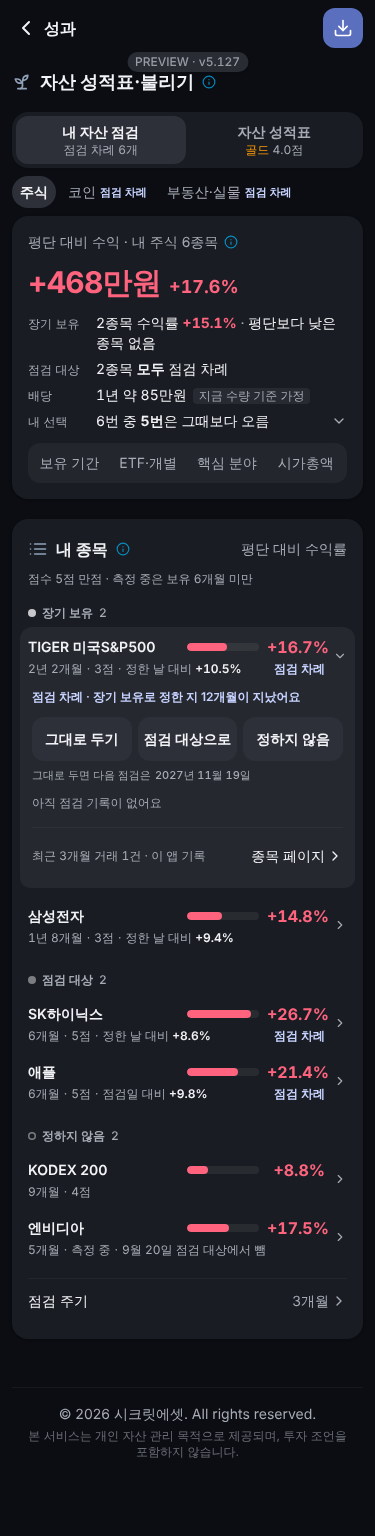 성과
PREVIEW · v5.127
자산 성적표·불리기
내 자산 점검
점검 차례 6개
자산 성적표
골드 4.0점
주식 코인 점검 차례 부동산·실물 점검 차례
평단 대비 수익 · 내 주식 6종목
+468만원 +17.6%
장기 보유 2종목 수익률 +15.1% · 평단보다 낮은
종목 없음
점검 대상 2종목 모두 점검 차례
배당 1년 약 85만원 지금 수량 기준 가정
내 선택 6번 중 5번은 그때보다 오름
보유 기간 ETF·개별 핵심 분야 시가총액
내 종목 평단 대비 수익률
점수 5점 만점 · 측정 중은 보유 6개월 미만
장기 보유 2
TIGER 미국S&P500 +16.7%
2년 2개월 · 3점 · 정한 날 대비 +10.5% 점검 차례
점검 차례 · 장기 보유로 정한 지 12개월이 지났어요
그대로 두기 점검 대상으로 정하지 않음
그대로 두면 다음 점검은 2027년 11월 19일
아직 점검 기록이 없어요
최근 3개월 거래 1건 · 이 앱 기록 종목 페이지
삼성전자 +14.8%
1년 8개월 · 3점 · 정한 날 대비 +9.4%
점검 대상 2
SK하이닉스 +26.7%
6개월 · 5점 · 정한 날 대비 +8.6% 점검 차례
애플 +21.4%
6개월 · 5점 · 점검일 대비 +9.8% 점검 차례
정하지 않음 2
KODEX 200 +8.8%
9개월 · 4점
엔비디아 +17.5%
5개월 · 측정 중 · 9월 20일 점검 대상에서 뺌
점검 주기 3개월
© 2026 시크릿에셋. All rights reserved.
본 서비스는 개인 자산 관리 목적으로 제공되며, 투자 조언을
포함하지 않습니다.